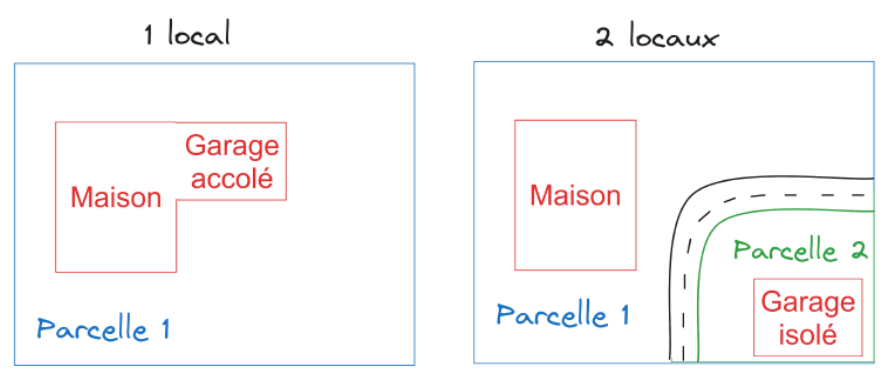 1 local
Maison
Garage
accolé
Parcelle 1
2 locaux
Maison
Parcelle 2
Garage
isolé
Parcelle 1